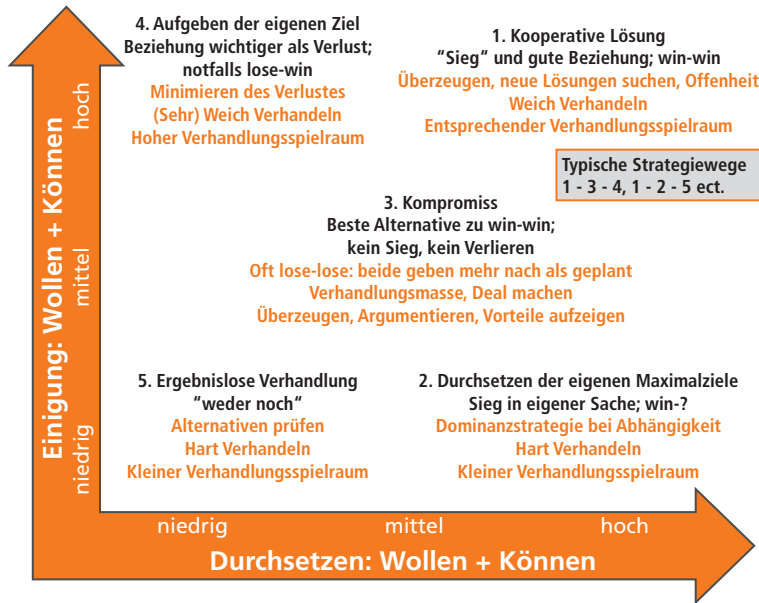 4. Aufgeben der eigenen Ziel
Beziehung wichtiger als Verlust;
notfalls lose-win
Minimieren des Verlustes
(Sehr) Weich Verhandeln
Hoher Verhandlungsspielraum
1. Kooperative Lösung
"Sieg" und gute Beziehung; win-win
Überzeugen, neue Lösungen suchen, Offenheit
Weich Verhandeln
Entsprechender Verhandlungsspielraum
Typische Strategiewege
1 - 3 - 4, 1 - 2 - 5 ect.
3. Kompromiss
Beste Alternative zu win-win;
kein Sieg, kein Verlieren
Oft lose-lose: beide geben mehr nach als geplant
Verhandlungsmasse, Deal machen
Überzeugen, Argumentieren, Vorteile aufzeigen
5. Ergebnislose Verhandlung
"weder noch"
Alternativen prüfen
Hart Verhandeln
Kleiner Verhandlungsspielraum
2. Durchsetzen der eigenen Maximalziele
Sieg in eigener Sache; win-?
Dominanzstrategie bei Abhängigkeit
Hart Verhandeln
Kleiner Verhandlungsspielraum
Einigung: Wollen + Können
niedrig
mittel
hoch
niedrig
mittel
hoch
Durchsetzen: Wollen + Können